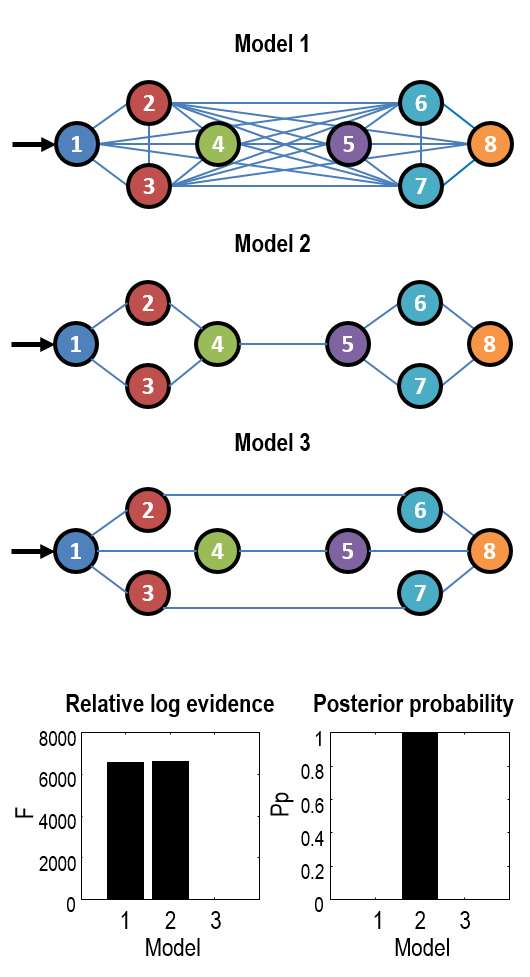 Model 1
2 6
1 4 5 8
3 7
Model 2
2 6
1 4 5 8
3 7
Model 3
2 6
1 4 5 8
3 7
Relative log evidence Posterior probability
8000 1
6000 0.8
0.6
4000 0.4
2000 0.2
0 0
F Pp
1 2 3 1 2 3
Model Model